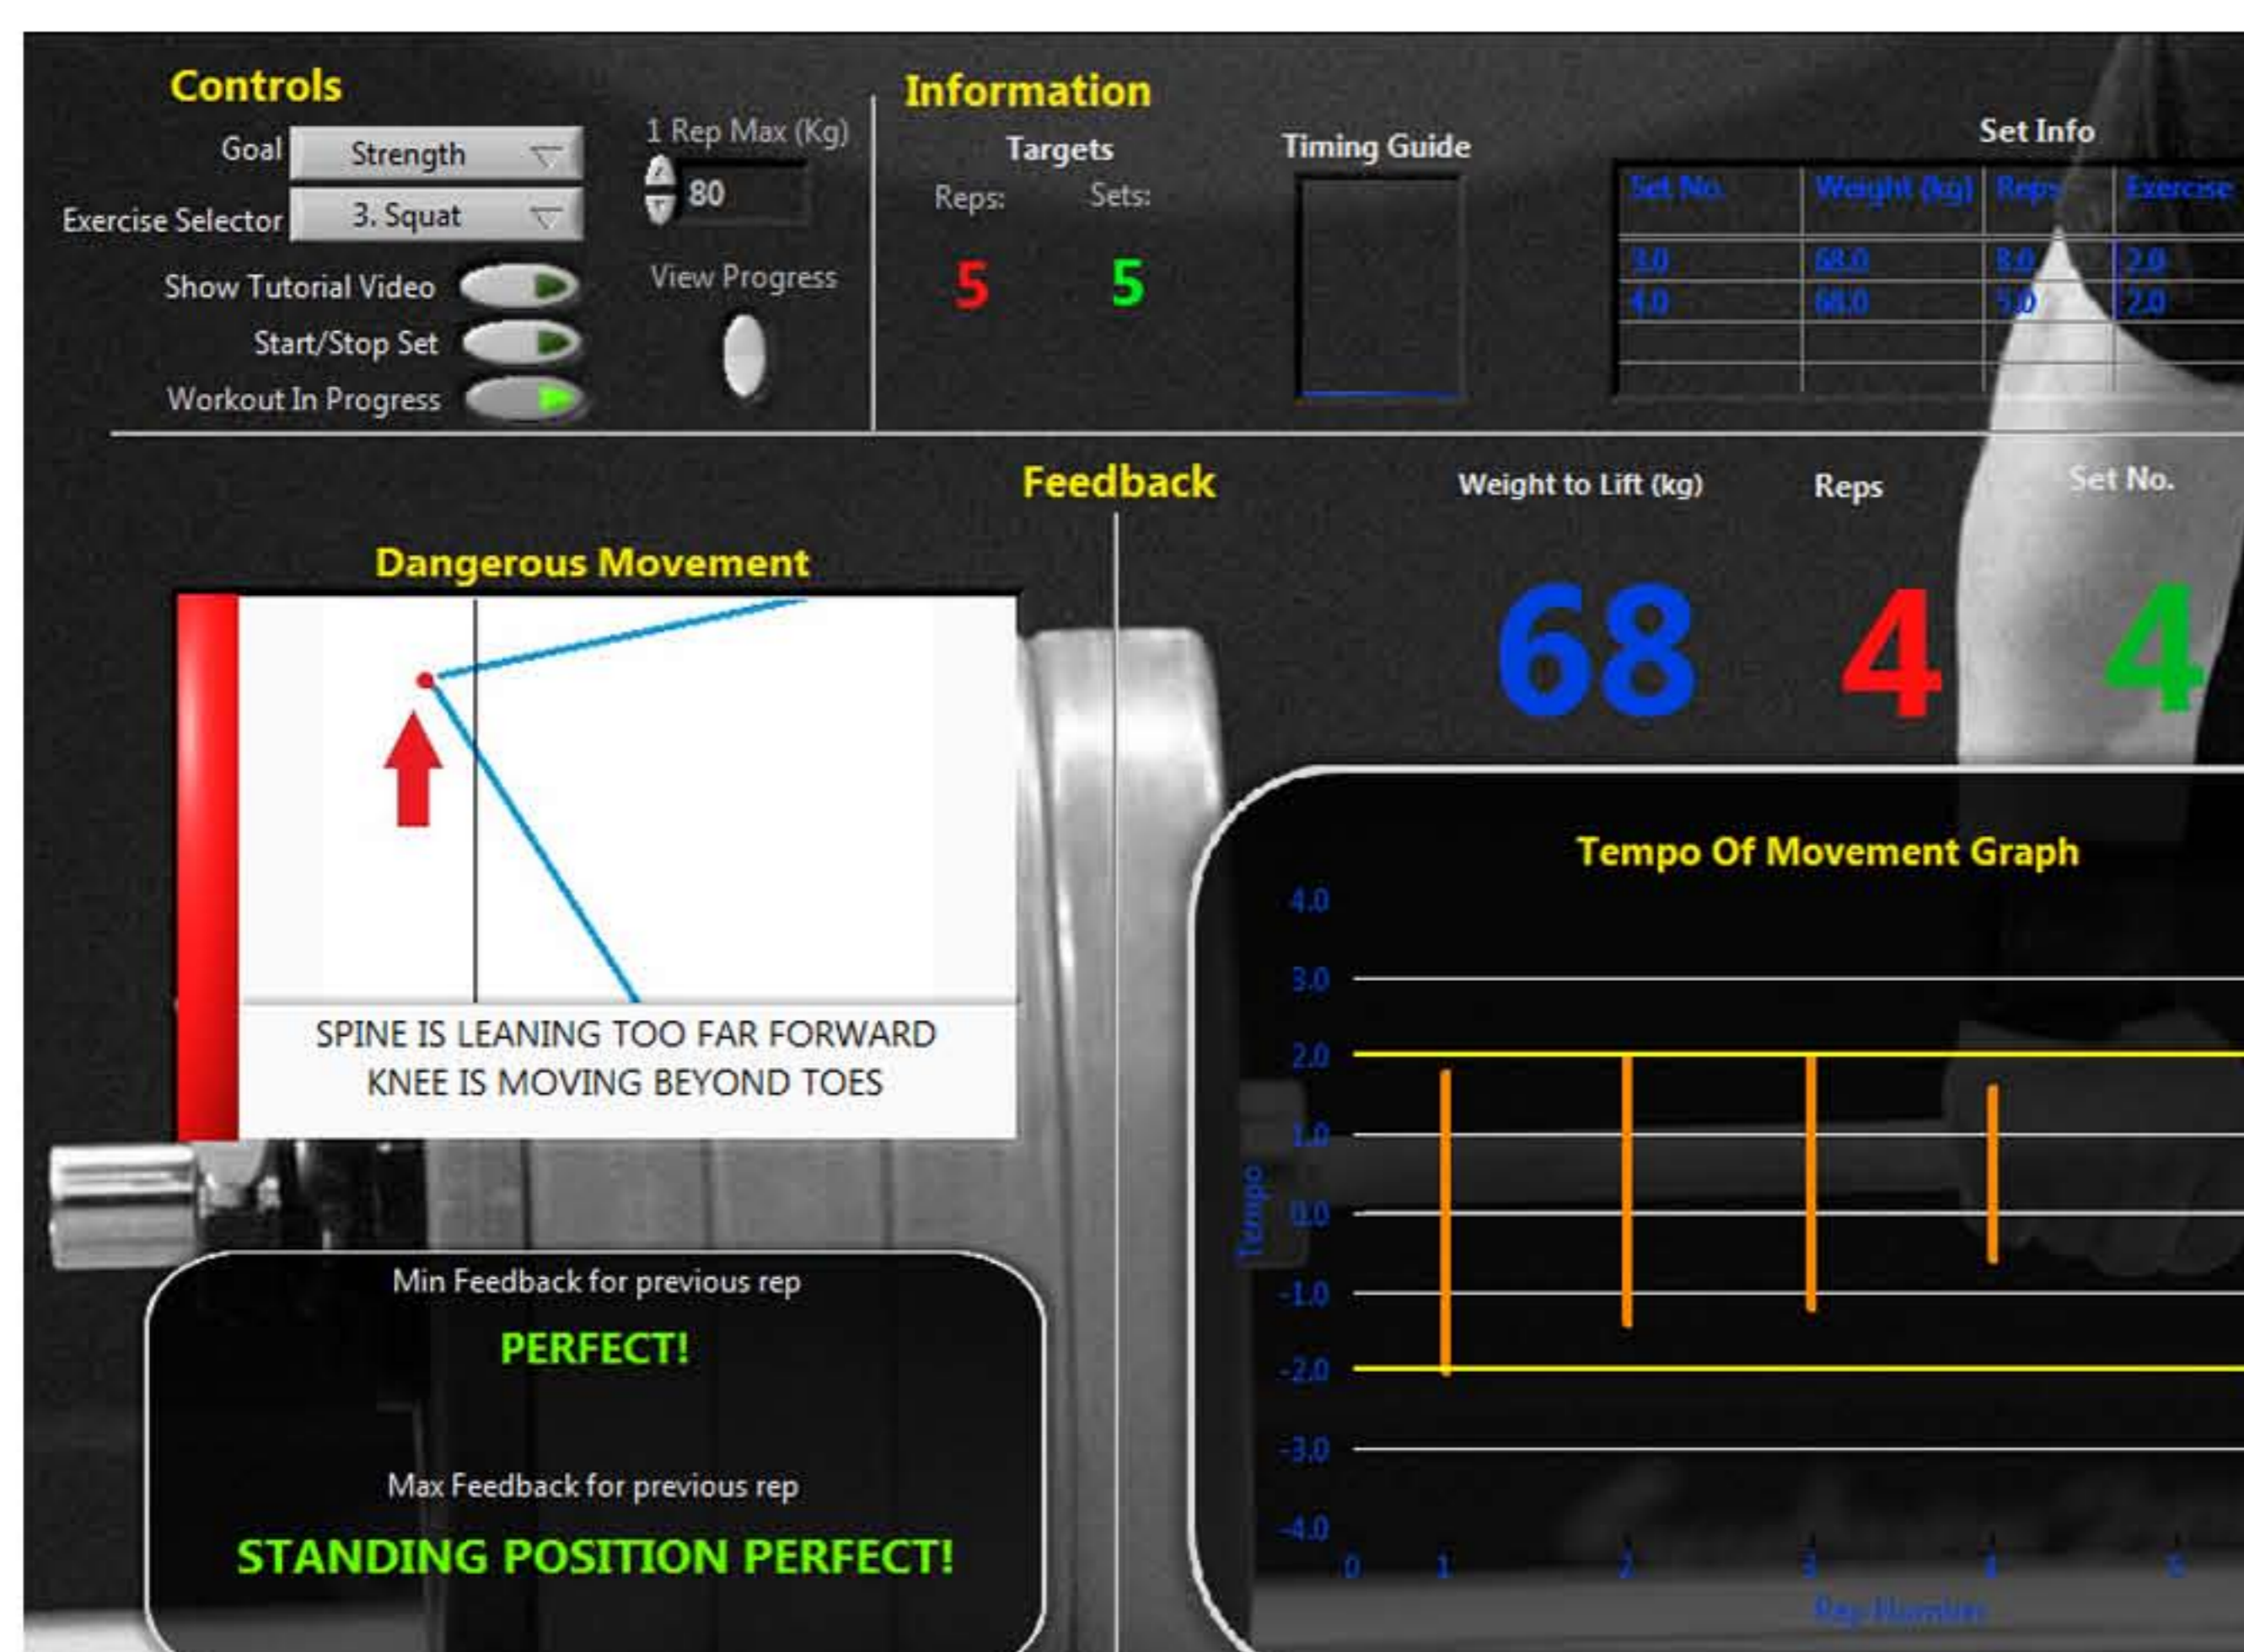 Controls
Goal Strength
Exercise Selector 3. Squat
Show Tutorial Video
Start/Stop Set
Workout In Progress
1 Rep Max (Kg)
80
View Progress
Information
Targets
Reps: Sets:
5 5
Timing Guide
Set Info
Set No. Weight (kg) Reps Exercise
3.0 68.0 8.0 2.0
4.0 68.0 5.0 2.0
Feedback
Dangerous Movement
SPINE IS LEANING TOO FAR FORWARD
KNEE IS MOVING BEYOND TOES
Min Feedback for previous rep
PERFECT!
Max Feedback for previous rep
STANDING POSITION PERFECT!
Weight to Lift (kg) Reps Set No.
68 4 4
Tempo Of Movement Graph
4.0
3.0
2.0
1.0
0.0
-1.0
-2.0
-3.0
-4.0
Tempo
0 1 2 3 4
Rep Number